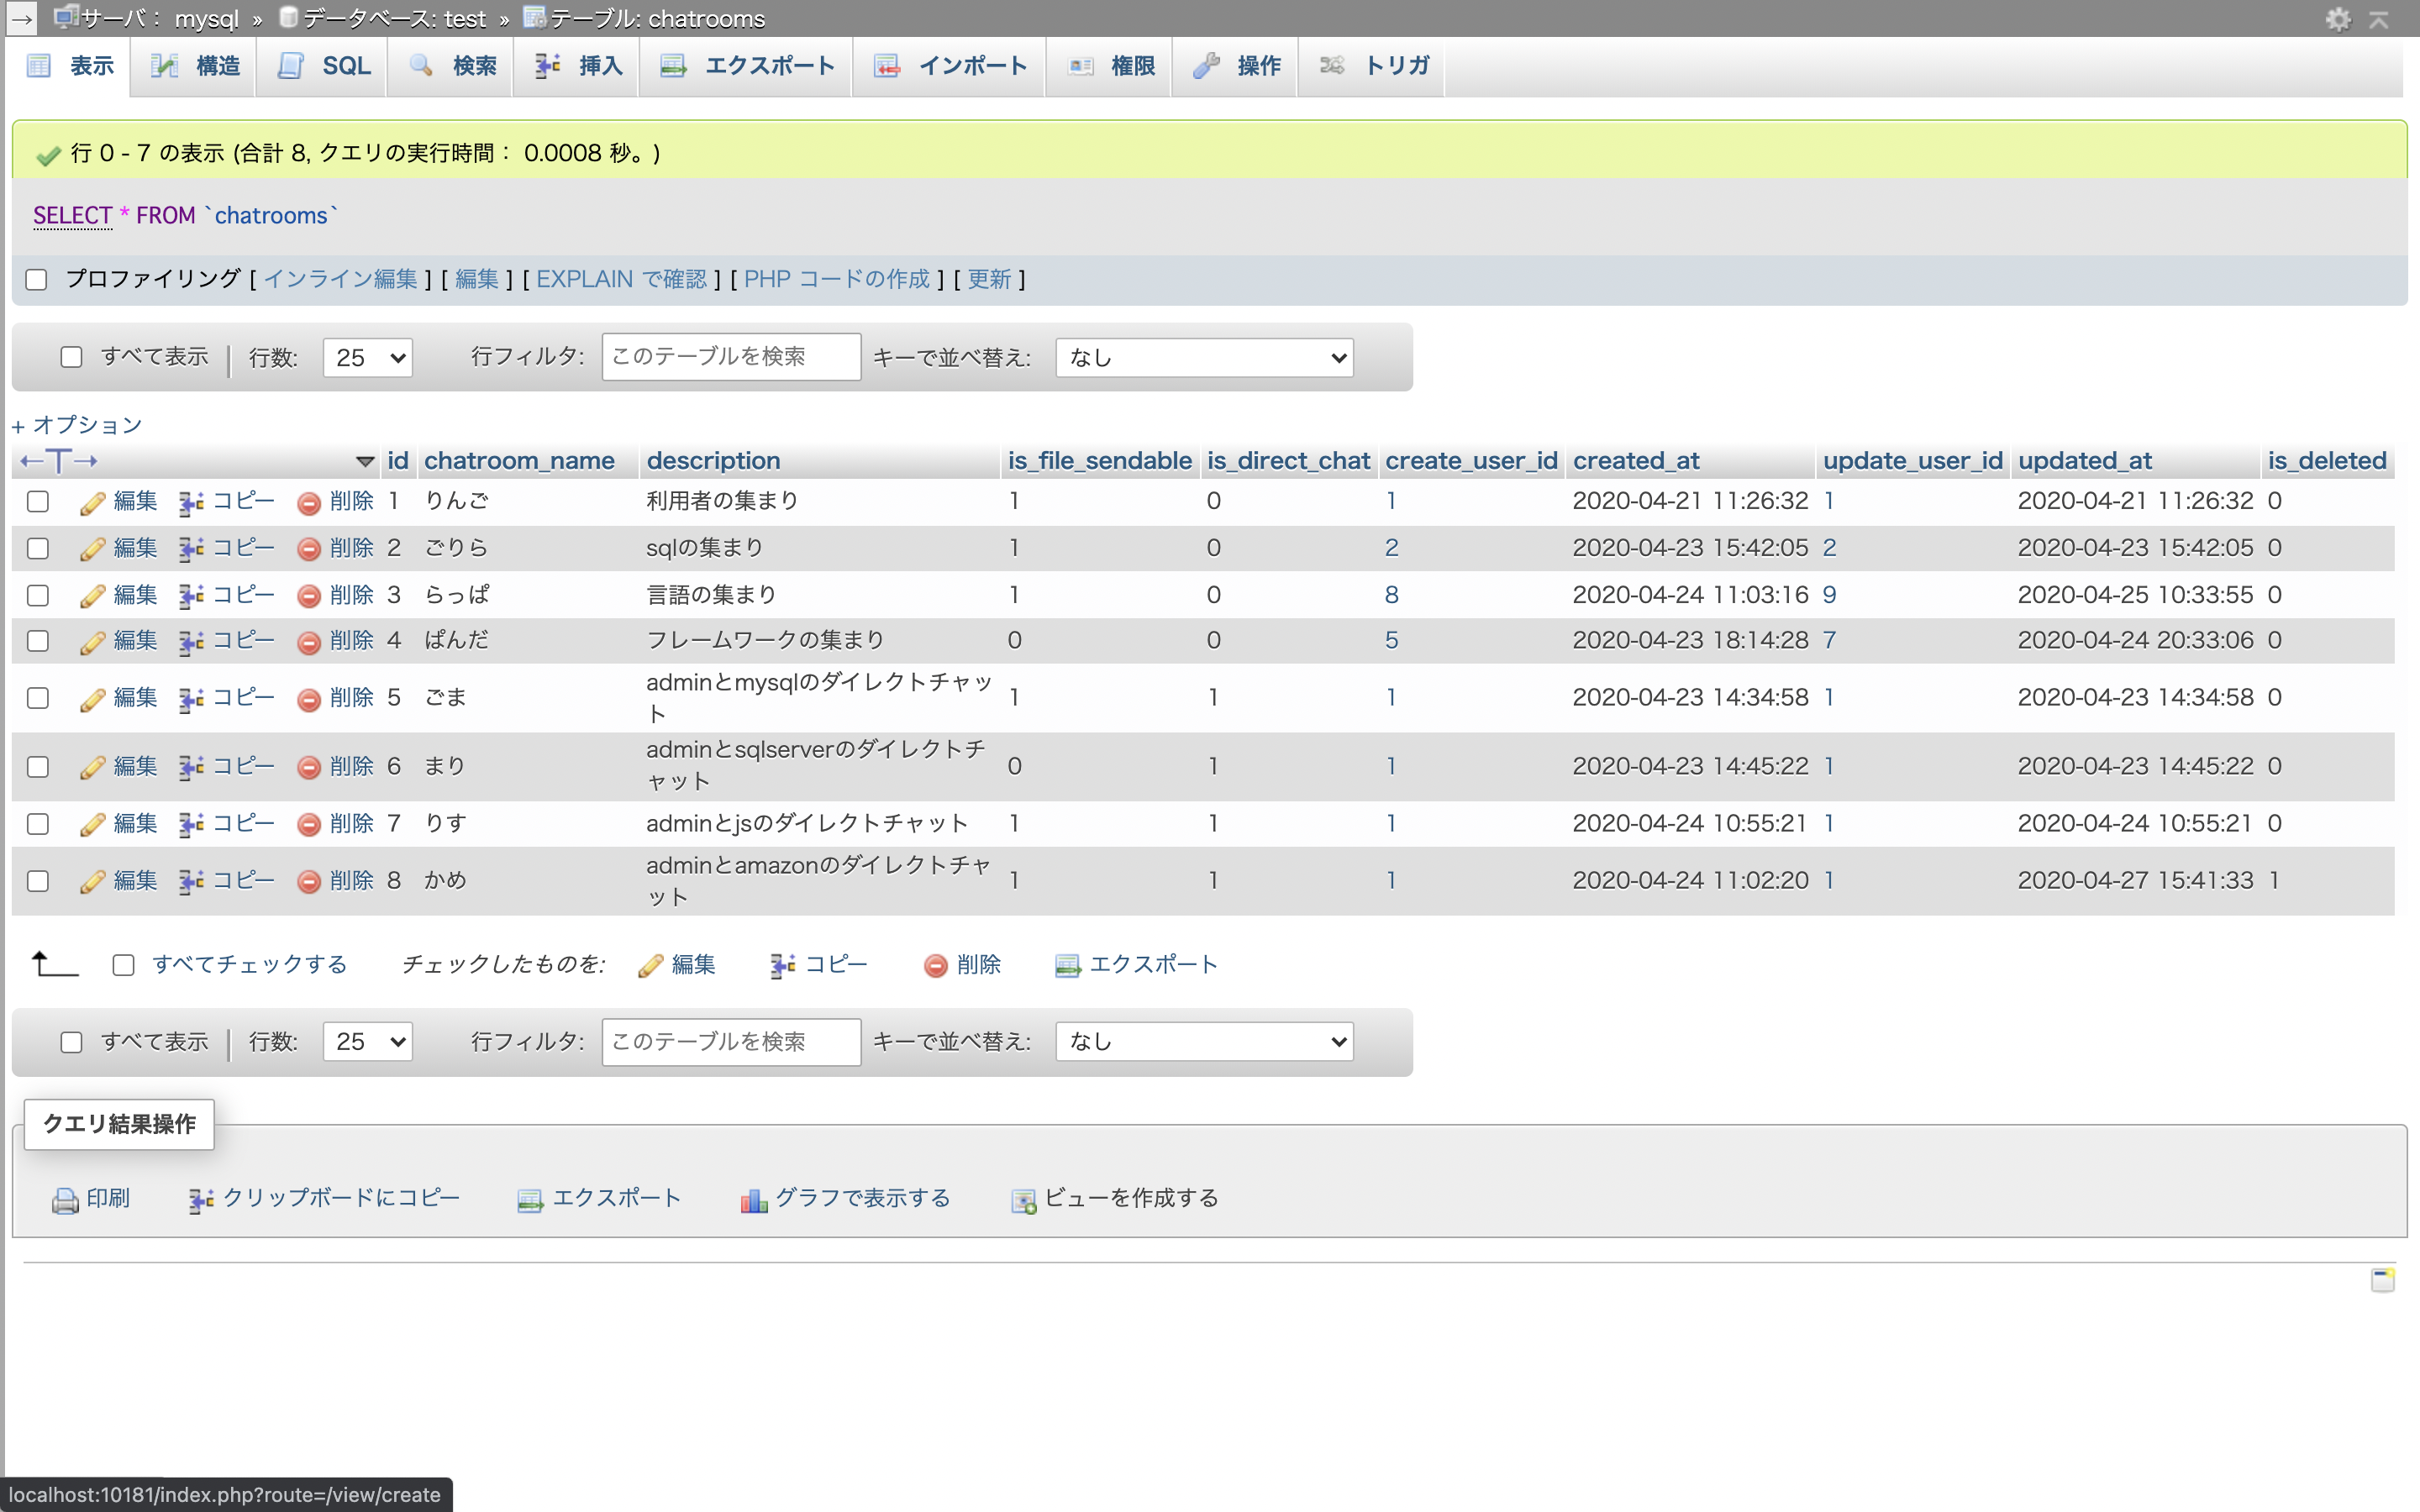 → サーバ： mysql » データベース: test » テーブル: chatrooms
表示 構造 SQL 検索 挿入 エクスポート インポート 権限 操作 トリガ
行 0 - 7 の表示 (合計 8, クエリの実行時間： 0.0008 秒。)
SELECT * FROM `chatrooms`
プロファイリング [ インライン編集 ] [ 編集 ] [ EXPLAIN で確認 ] [ PHP コードの作成 ] [ 更新 ]
すべて表示 | 行数: 25 行フィルタ: このテーブルを検索 キーで並べ替え: なし
+ オプション
←T→ id chatroom_name description is_file_sendable is_direct_chat create_user_id created_at update_user_id updated_at is_deleted
編集 コピー 削除 1 りんご 利用者の集まり 1 0 1 2020-04-21 11:26:32 1 2020-04-21 11:26:32 0
編集 コピー 削除 2 ごりら sqlの集まり 1 0 2 2020-04-23 15:42:05 2 2020-04-23 15:42:05 0
編集 コピー 削除 3 らっぱ 言語の集まり 1 0 8 2020-04-24 11:03:16 9 2020-04-25 10:33:55 0
編集 コピー 削除 4 ぱんだ フレームワークの集まり 0 0 5 2020-04-23 18:14:28 7 2020-04-24 20:33:06 0
編集 コピー 削除 5 ごま adminとmysqlのダイレクトチャッ
ト 1 1 1 2020-04-23 14:34:58 1 2020-04-23 14:34:58 0
編集 コピー 削除 6 まり adminとsqlserverのダイレクトチ
ャット 0 1 1 2020-04-23 14:45:22 1 2020-04-23 14:45:22 0
編集 コピー 削除 7 りす adminとjsのダイレクトチャット 1 1 1 2020-04-24 10:55:21 1 2020-04-24 10:55:21 0
編集 コピー 削除 8 かめ adminとamazonのダイレクトチャ
ット 1 1 1 2020-04-24 11:02:20 1 2020-04-27 15:41:33 1
すべてチェックする チェックしたものを: 編集 コピー 削除 エクスポート
すべて表示 | 行数: 25 行フィルタ: このテーブルを検索 キーで並べ替え: なし
クエリ結果操作
印刷 クリップボードにコピー エクスポート グラフで表示する ビューを作成する
localhost:10181/index.php?route=/view/create